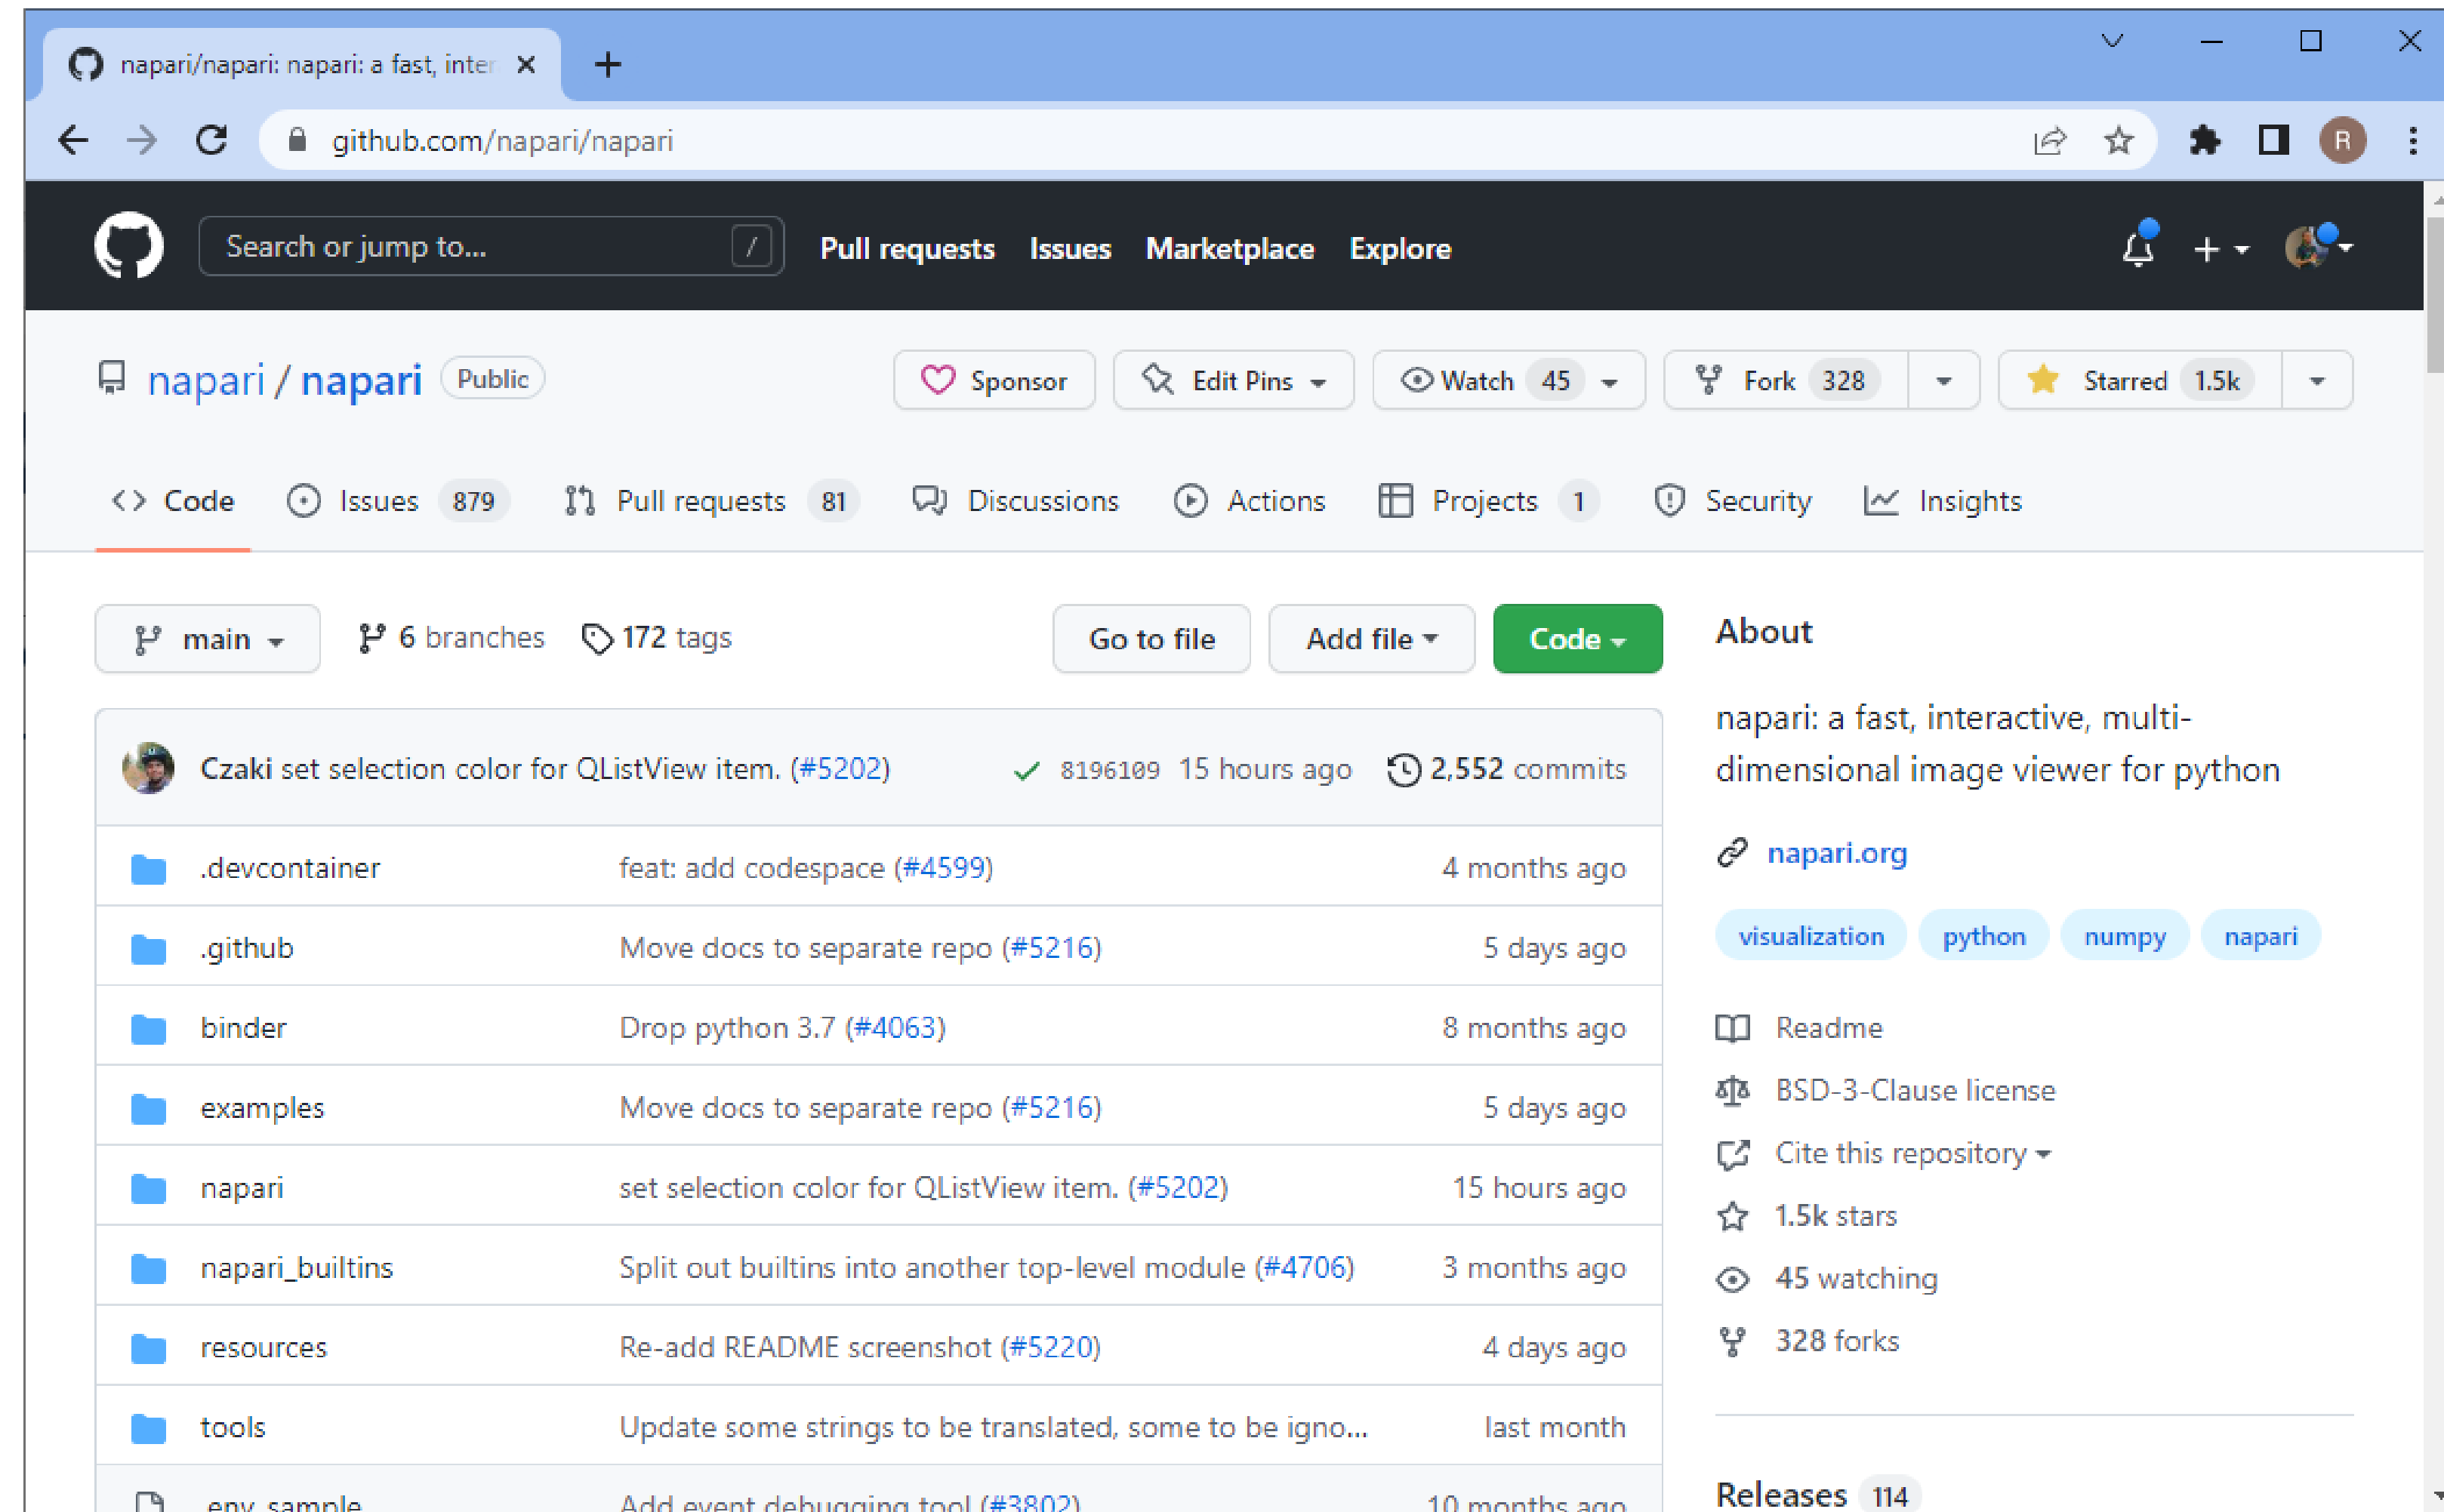 napari/napari: napari: a fast, inter
github.com/napari/napari
R
Search or jump to... / Pull requests Issues Marketplace Explore
napari / napari Public Sponsor Edit Pins Watch 45 Fork 328 Starred 1.5k
Code Issues 879 Pull requests 81 Discussions Actions Projects 1 Security Insights
main 6 branches 172 tags Go to file Add file Code
Czaki set selection color for QListView item. (#5202) 8196109 15 hours ago 2,552 commits
.devcontainer feat: add codespace (#4599) 4 months ago
.github Move docs to separate repo (#5216) 5 days ago
binder Drop python 3.7 (#4063) 8 months ago
examples Move docs to separate repo (#5216) 5 days ago
napari set selection color for QListView item. (#5202) 15 hours ago
napari_builtins Split out builtins into another top-level module (#4706) 3 months ago
resources Re-add README screenshot (#5220) 4 days ago
tools Update some strings to be translated, some to be igno... last month
.env_sample Add event debugging tool (#3802) 10 months ago
About
napari: a fast, interactive, multi-
dimensional image viewer for python
napari.org
visualization python numpy napari
Readme
BSD-3-Clause license
Cite this repository
1.5k stars
45 watching
328 forks
Releases 114